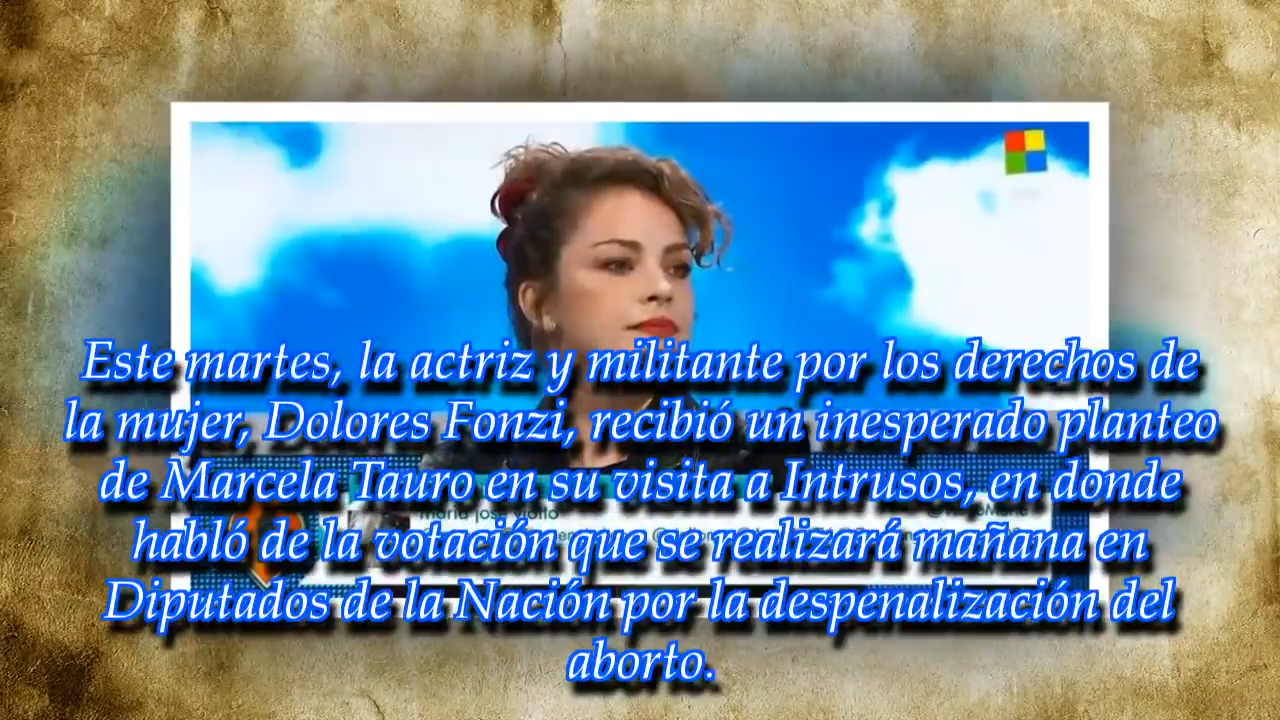 Este martes, la actriz y militante por los derechos de
la mujer, Dolores Fonzi, recibió un inesperado planteo
de Marcela Tauro en su visita a Intrusos, en donde
habló de la votación que se realizará mañana en
Diputados de la Nación por la despenalización del
aborto.